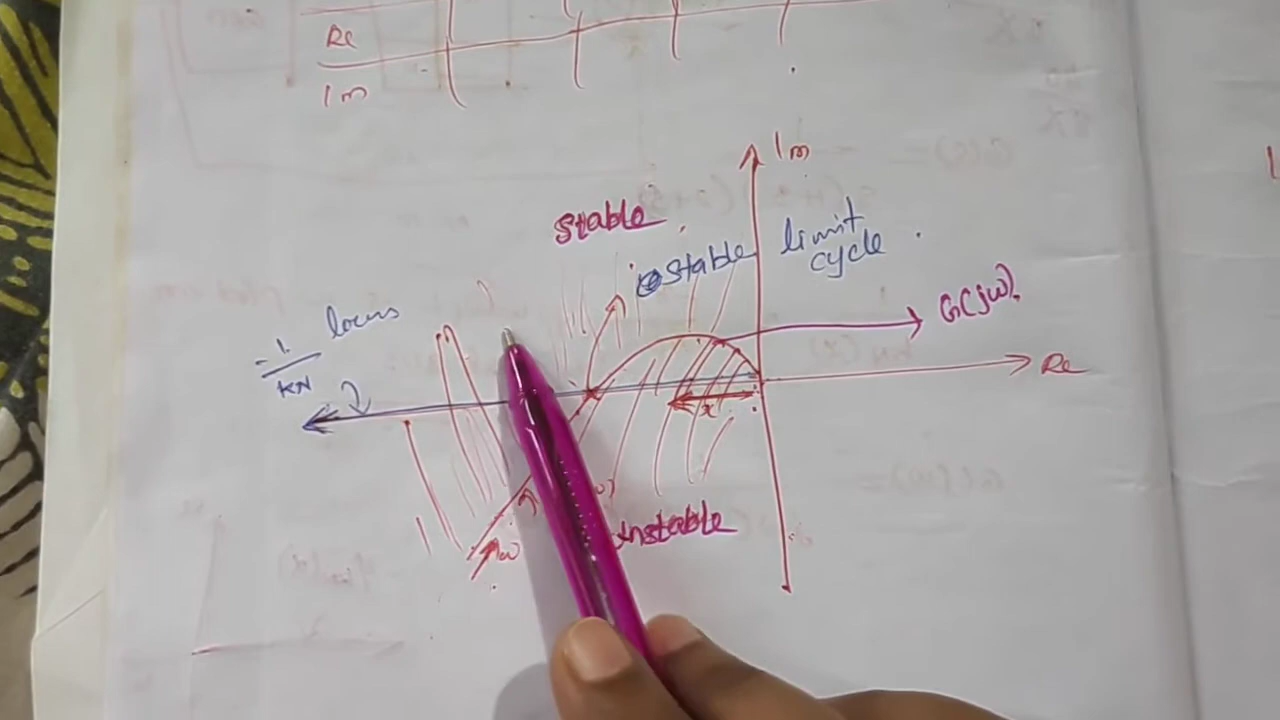 Re
Im
Im
Stable
Stable limit
cycle
G(jω)
locus
-1
KN
Re
x
ω
Unstable